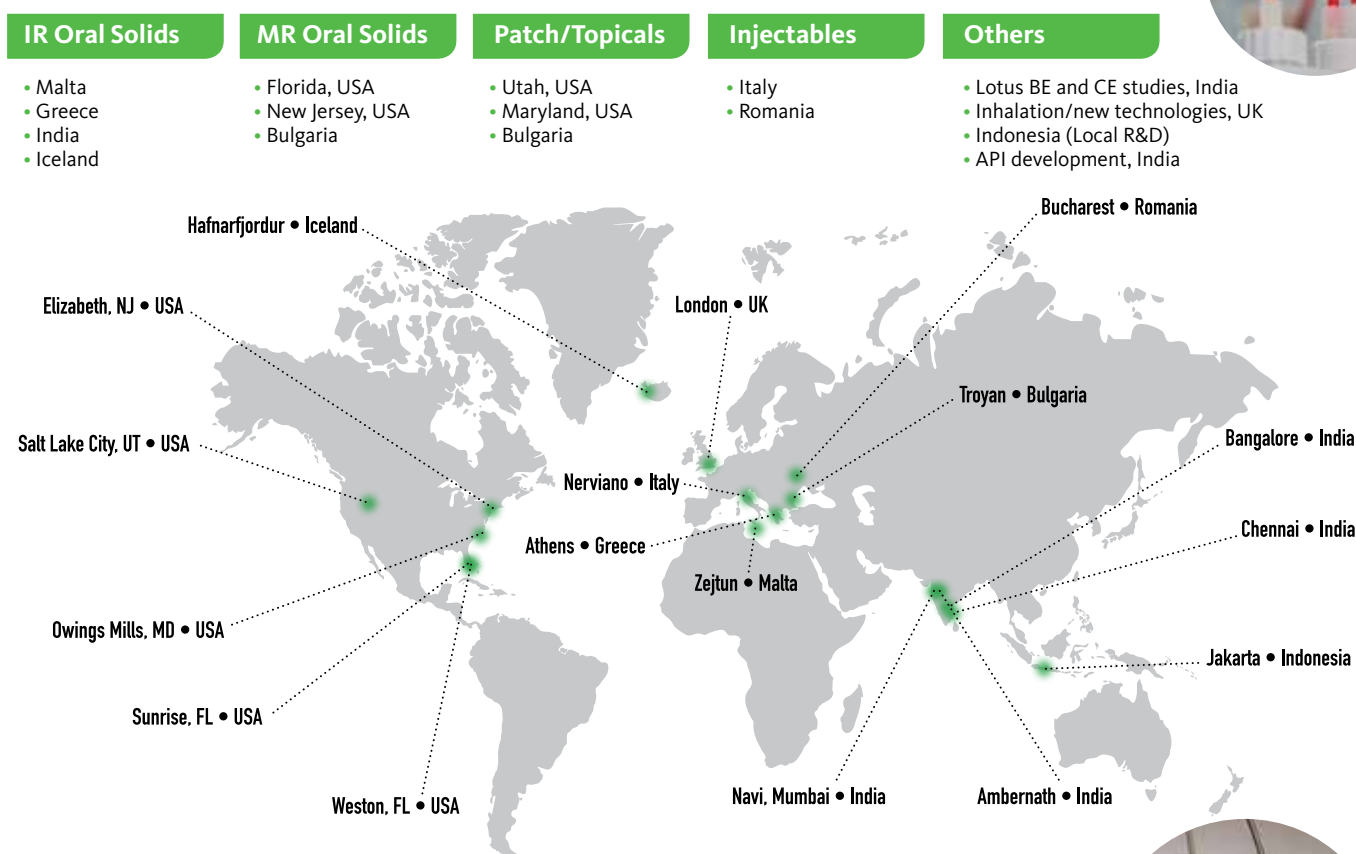 IR Oral Solids
• Malta
• Greece
• India
• Iceland
MR Oral Solids
• Florida, USA
• New Jersey, USA
• Bulgaria
Patch/Topicals
• Utah, USA
• Maryland, USA
• Bulgaria
Injectables
• Italy
• Romania
Others
• Lotus BE and CE studies, India
• Inhalation/new technologies, UK
• Indonesia (Local R&D)
• API development, India
Bucharest • Romania
Hafnarfjordur • Iceland
Elizabeth, NJ • USA
London • UK
Troyan • Bulgaria
Salt Lake City, UT • USA
Bangalore • India
Nerviano • Italy
Chennai • India
Athens • Greece
Zejtun • Malta
Owings Mills, MD • USA
Jakarta • Indonesia
Sunrise, FL • USA
Weston, FL • USA
Navi, Mumbai • India
Ambernath • India